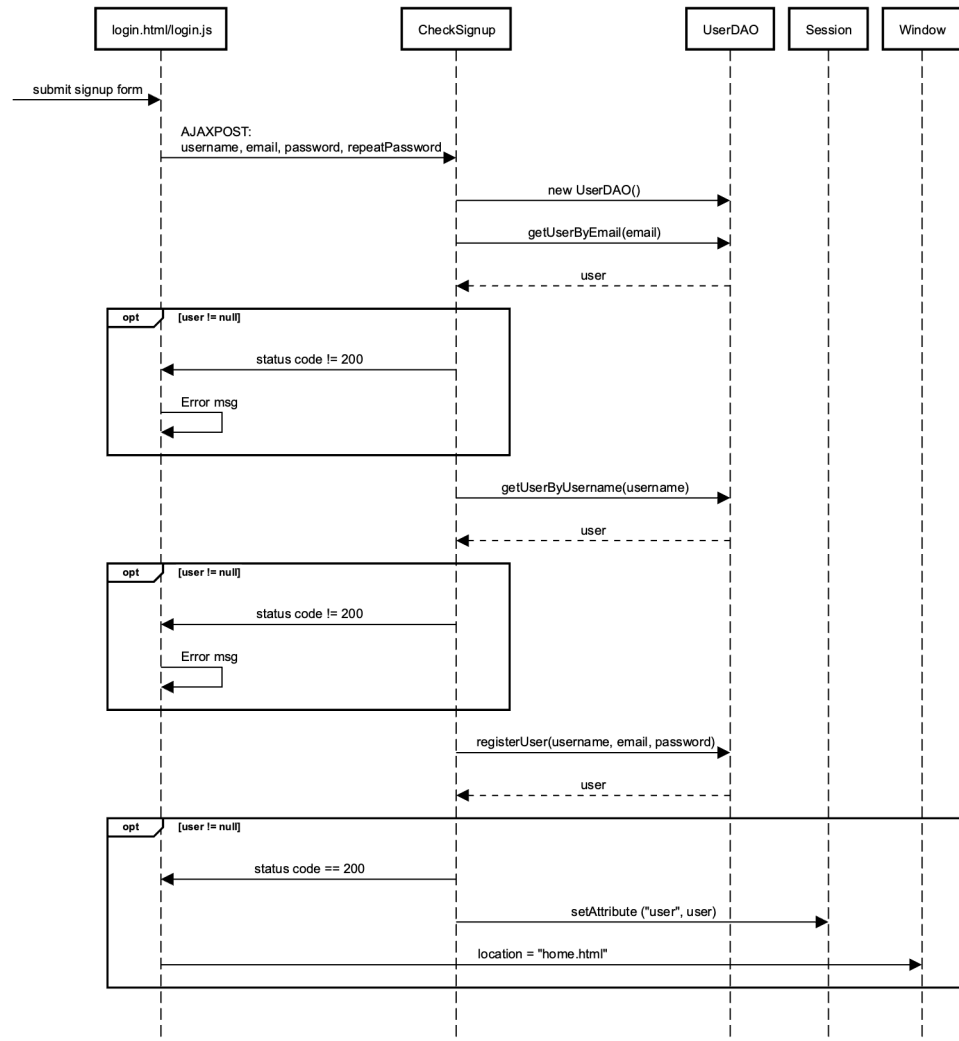 login.html/login.js
CheckSignup
UserDAO
Session
Window
submit signup form
AJAXPOST:
username, email, password, repeatPassword
new UserDAO()
getUserByEmail(email)
user
opt
[user != null]
status code != 200
Error msg
getUserByUsername(username)
user
opt
[user != null]
status code != 200
Error msg
registerUser(username, email, password)
user
opt
[user != null]
status code == 200
setAttribute ("user", user)
location = "home.html"